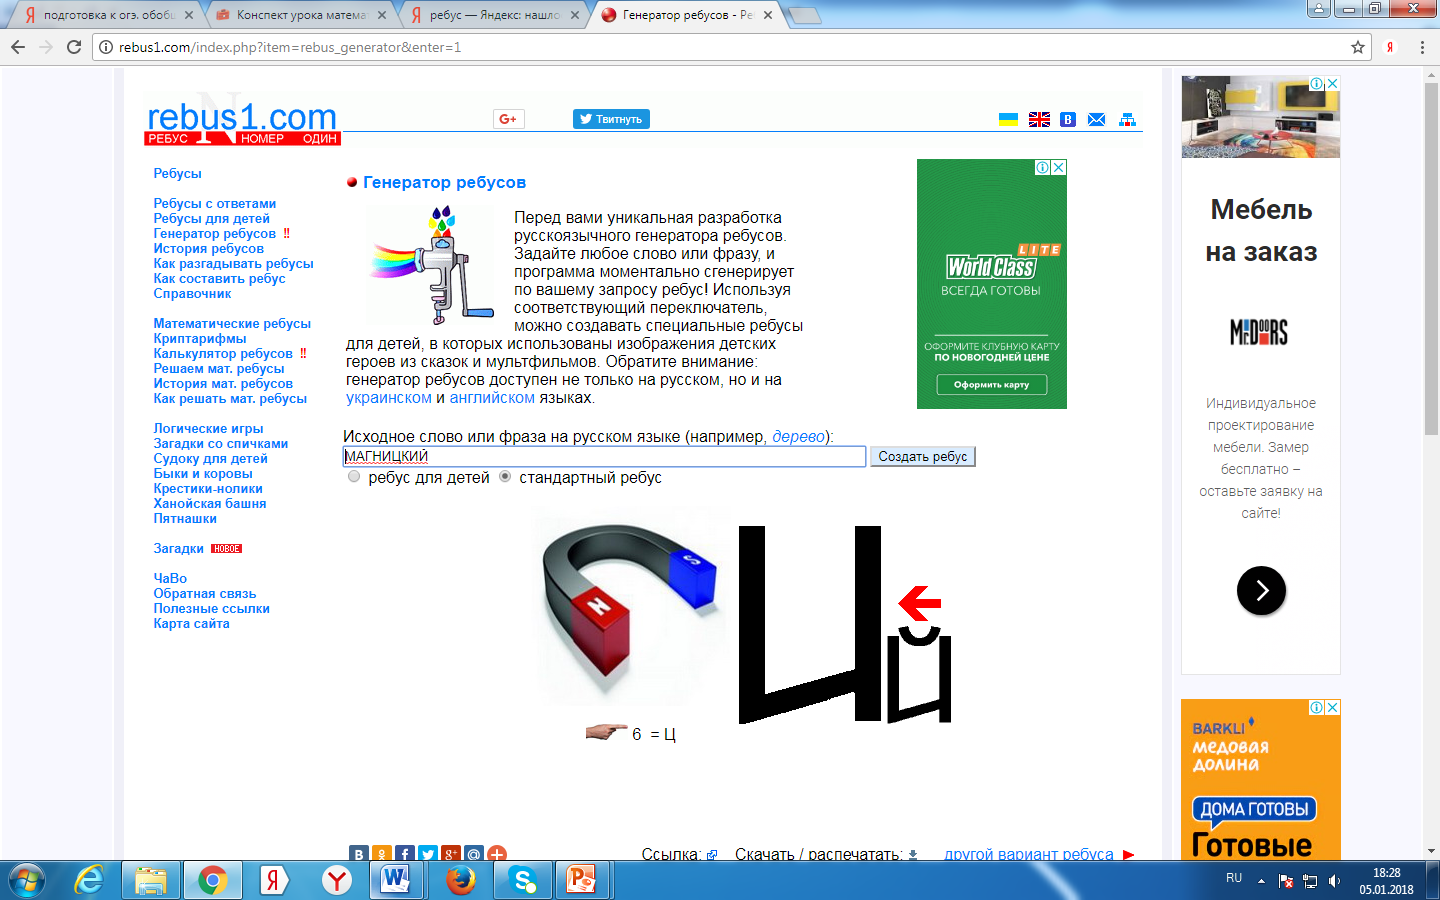 подготовка к огэ. обобщ
Конспект урока матема
ребус — Яндекс: нашло
Генератор ребусов - Ре
rebus1.com/index.php?item=rebus_generator&enter=1
rebus1.com
РЕБУС N НОМЕР ОДИН
G+
Твитнуть
B
Ребусы
Ребусы с ответами
Ребусы для детей
Генератор ребусов !!
История ребусов
Как разгадывать ребусы
Как составить ребус
Справочник
Математические ребусы
Криптарифмы
Калькулятор ребусов !!
Решаем мат. ребусы
История мат. ребусов
Как решать мат. ребусы
Логические игры
Загадки со спичками
Судоку для детей
Быки и коровы
Крестики-нолики
Ханойская башня
Пятнашки
Загадки НОВОЕ
ЧаВо
Обратная связь
Полезные ссылки
Карта сайта
Генератор ребусов
Перед вами уникальная разработка
русскоязычного генератора ребусов.
Задайте любое слово или фразу, и
программа моментально сгенерирует
по вашему запросу ребус! Используя
соответствующий переключатель,
можно создавать специальные ребусы
для детей, в которых использованы изображения детских
героев из сказок и мультфильмов. Обратите внимание:
генератор ребусов доступен не только на русском, но и на
украинском и английском языках.
Исходное слово или фраза на русском языке (например, дерево):
МАГНИЦКИЙ
Создать ребус
ребус для детей стандартный ребус
N S
И й
6 = Ц
Ссылка: Скачать / распечатать: другой вариант ребуса
LITE
World Class
ВСЕГДА ГОТОВЫ
ОФОРМИТЕ КЛУБНУЮ КАРТУ
ПО НОВОГОДНЕЙ ЦЕНЕ
Оформить карту
Мебель
на заказ
MR.DOORS
Индивидуальное
проектирование
мебели. Замер
бесплатно –
оставьте заявку на
сайте!
BARKLI
медовая
долина
ДОМА ГОТОВЫ
Готовые
RU
18:28
05.01.2018